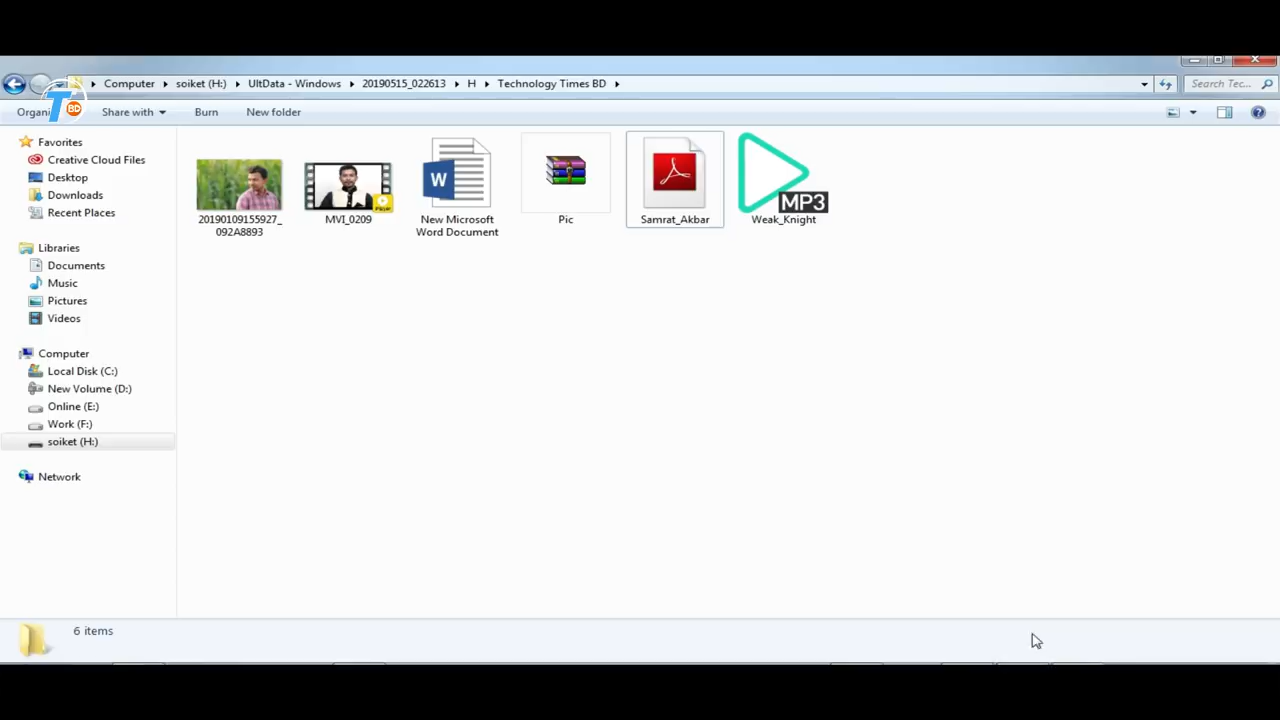 Computer ▸ soiket (H:) ▸ UltData - Windows ▸ 20190515_022613 ▸ H ▸ Technology Times BD ▸
Search Tec...
T BD
Organi
Share with
Burn
New folder
Favorites
Creative Cloud Files
Desktop
Downloads
Recent Places
Libraries
Documents
Music
Pictures
Videos
Computer
Local Disk (C:)
New Volume (D:)
Online (E:)
Work (F:)
soiket (H:)
Network
20190109155927_
092A8893
MVI_0209
W
New Microsoft
Word Document
Pic
Samrat_Akbar
MP3
Weak_Knight
6 items